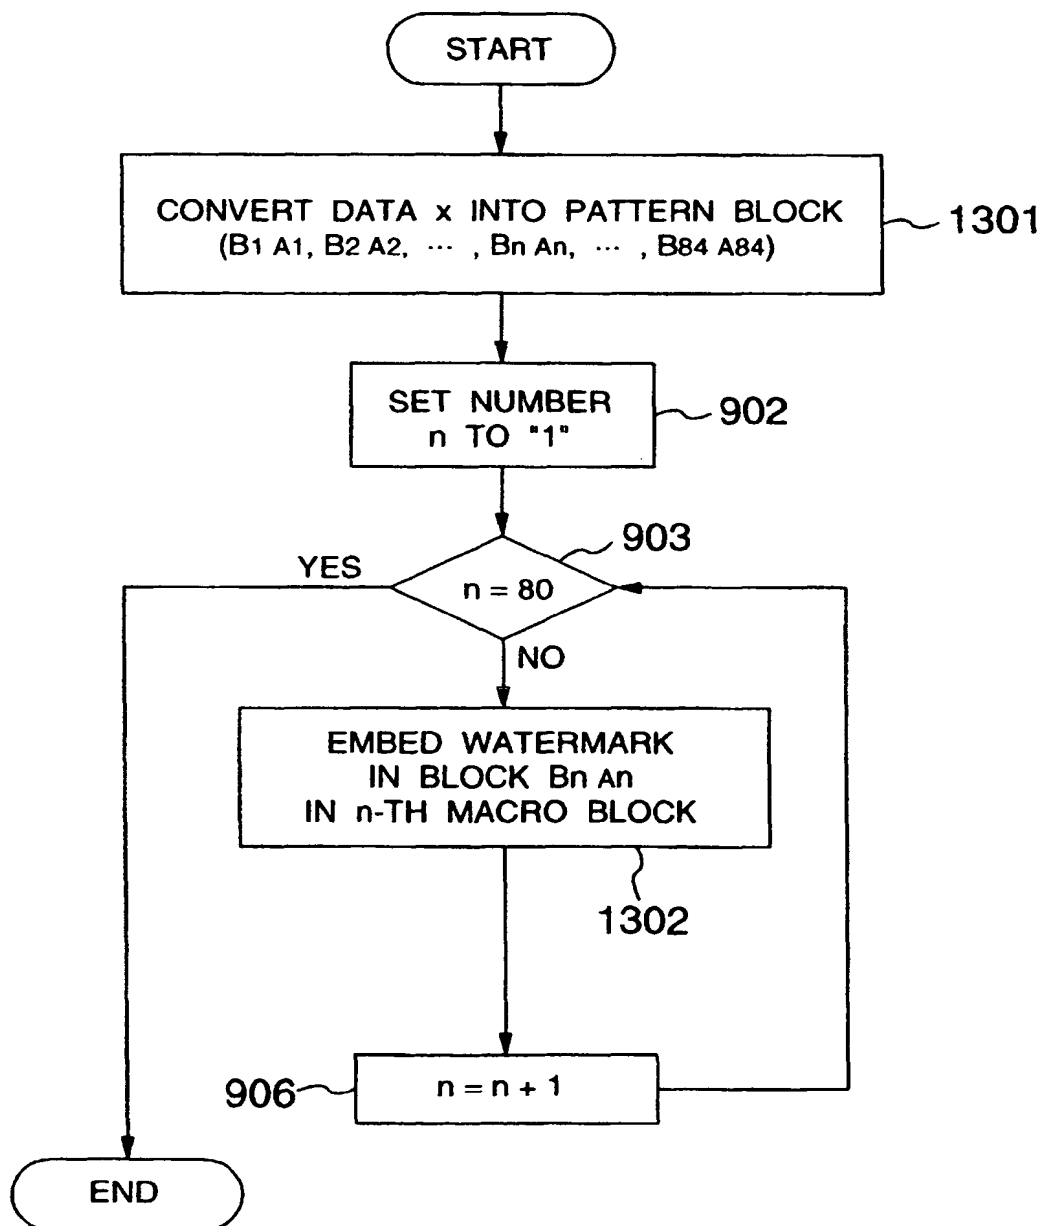 START
CONVERT DATA x INTO PATTERN BLOCK
(B1 A1, B2 A2, ··· , Bn An, ··· , B84 A84)
1301
SET NUMBER
n TO "1"
902
903
YES
n = 80
NO
EMBED WATERMARK
IN BLOCK Bn An
IN n-TH MACRO BLOCK
1302
906
n = n + 1
END